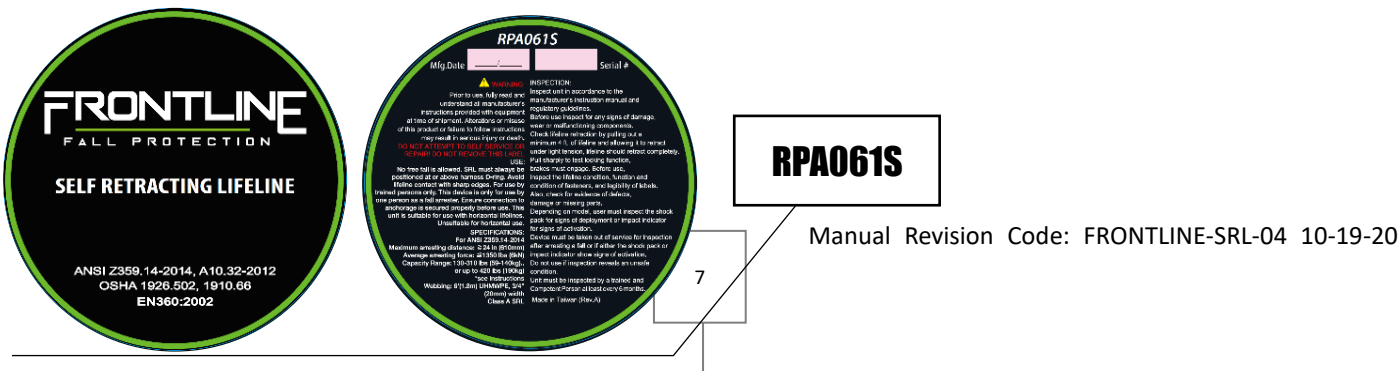 FRONTLINE
FALL PROTECTION
SELF RETRACTING LIFELINE
ANSI Z359.14-2014, A10.32-2012
OSHA 1926.502, 1910.66
EN360:2002
RPA061S
Mfg.Date ___/___ Serial #
WARNING
Prior to use, fully read and
understand all manufacturer's
instructions provided with equipment
at time of shipment. Alterations or misuse
of this product or failure to follow instructions
may result in serious injury or death.
DO NOT ATTEMPT TO SELF SERVICE OR
REPAIR! DO NOT REMOVE THIS LABEL
USE:
No free fall is allowed. SRL must always be
positioned at or above harness D-ring. Avoid
lifeline contact with sharp edges. For use by
trained persons only. This device is only for use by
one person as a fall arrester. Ensure connection to
anchorage is secured properly before use. This
unit is suitable for use with horizontal lifelines.
Unsuitable for horizontal use.
SPECIFICATIONS:
For ANSI Z359.14-2014
Maximum arresting distance: ≤24 in (610mm)
Average arresting force: ≤1350 lbs (6kN)
Capacity Range: 130-310 lbs (59-140kg),
or up to 420 lbs (190kg)
*see instructions
Webbing: 6'(1.8m) UHMWPE, 3/4"
(20mm) width
Class A SRL
INSPECTION:
Inspect unit in accordance to the
manufacturer's instruction manual and
regulatory guidelines.
Before use inspect for any signs of damage,
wear or malfunctioning components.
Check lifeline retraction by pulling out a
minimum 4 ft. of lifeline and allowing it to retract
under light tension, lifeline should retract completely.
Pull sharply to test locking function,
brakes must engage. Before use,
inspect the lifeline condition, function and
condition of fasteners, and legibility of labels.
Also, check for evidence of defects,
damage or missing parts.
Depending on model, user must inspect the shock
pack for signs of deployment or impact indicator
for signs of activation.
Device must be taken out of service for inspection
after arresting a fall or if either the shock pack or
impact indicator show signs of activation,
Do not use if inspection reveals an unsafe
condition.
Unit must be inspected by a trained and
Competent Person at least every 6 months.
Made in Taiwan (Rev.A)
RPA061S
Manual Revision Code: FRONTLINE-SRL-04 10-19-20
7